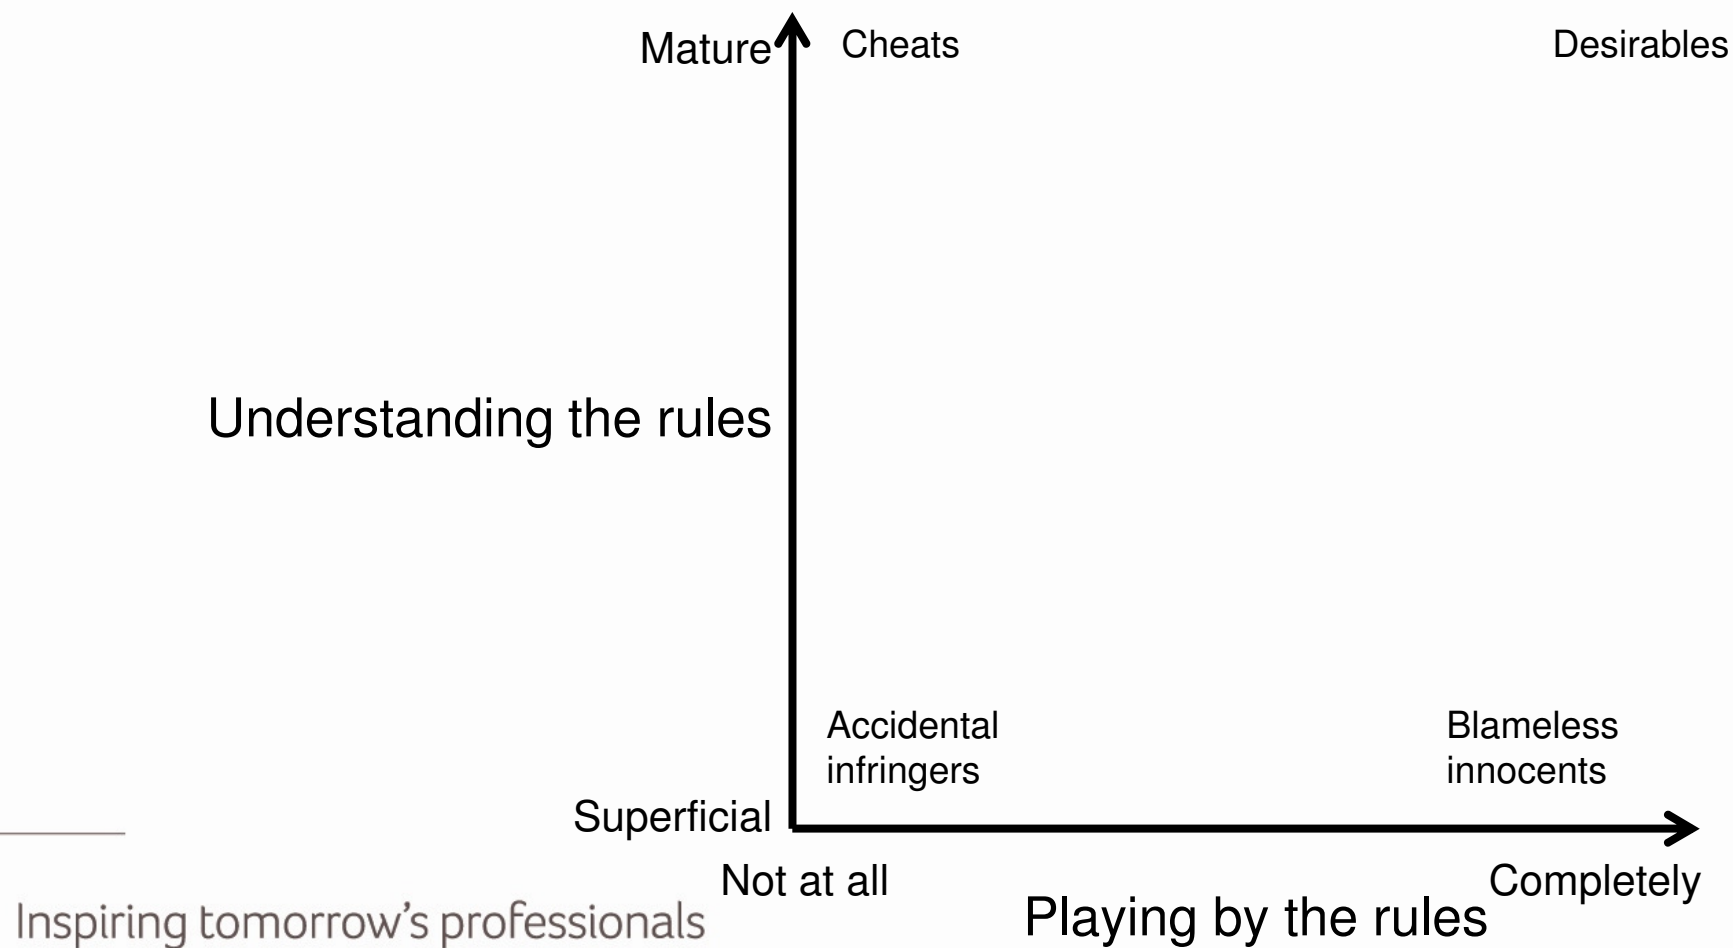 Mature
Cheats
Desirables
Understanding the rules
Accidental
infringers
Blameless
innocents
Superficial
Not at all
Completely
Playing by the rules
Inspiring tomorrow's professionals